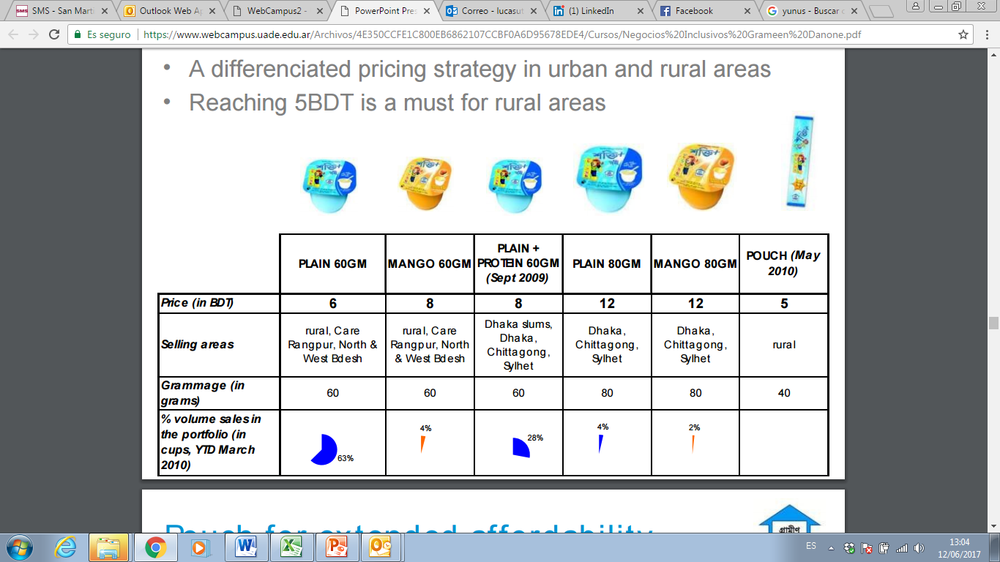 SMS - San Marti
Outlook Web Ap
WebCampus2 -
PowerPoint Pres
Correo - lucasut
(1) LinkedIn
Facebook
yunus - Buscar c
Es seguro
https://www.webcampus.uade.edu.ar/Archivos/4E350CCFE1C800EB6862107CCBF0A6D95678EDE4/Cursos/Negocios%20Inclusivos%20Grameen%20Danone.pdf
• A differenciated pricing strategy in urban and rural areas
• Reaching 5BDT is a must for rural areas
শক্তি+
শক্তি+
শক্তি+
শক্তি+
শক্তি+
PLAIN 60GM
MANGO 60GM
PLAIN +
PROTEIN 60GM
(Sept 2009)
PLAIN 80GM
MANGO 80GM
POUCH (May
2010)
Price (in BDT)
6
8
8
12
12
5
Selling areas
rural, Care
Rangpur, North &
West Bdesh
rural, Care
Rangpur, North
& West Bdesh
Dhaka slums,
Dhaka,
Chittagong,
Sylhet
Dhaka,
Chittagong,
Sylhet
Dhaka,
Chittagong,
Sylhet
rural
Grammage (in
grams)
60
60
60
80
80
40
% volume sales in
the portfolio (in
cups, YTD March
2010)
63%
4%
28%
4%
2%
Pouch for extended affordability
গ্রামীণ
ES
13:04
12/06/2017